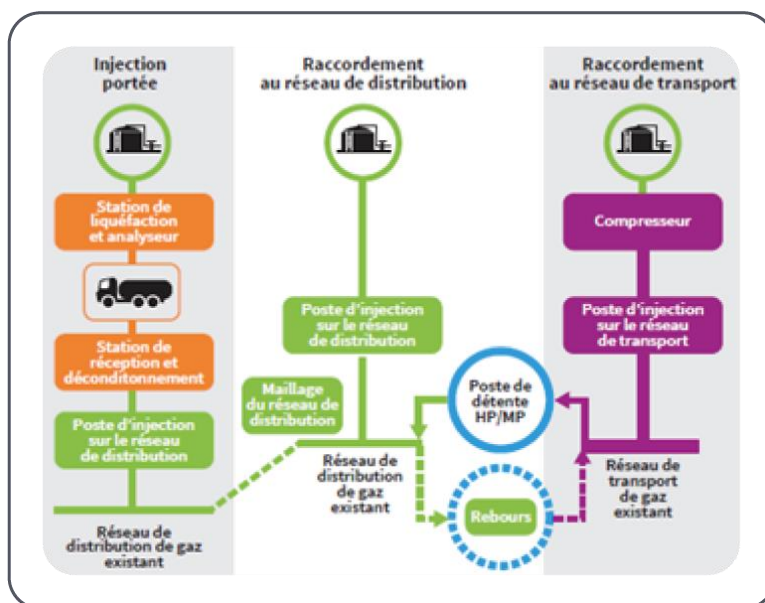 Injection
portée
Station de
liquéfaction
et analyseur
Station de
réception et
déconditonnement
Poste d'injection
sur le réseau
de distribution
Réseau de
distribution de gaz
existant
Raccordement
au réseau de distribution
Poste d'injection
sur le réseau
de distribution
Maillage
du réseau de
distribution
Réseau de
distribution
de gaz
existant
Poste de
détente
HP/MP
Rebours
Raccordement
au réseau de transport
Compresseur
Poste d'injection
sur le réseau
de transport
Réseau de
transport
de gaz
existant